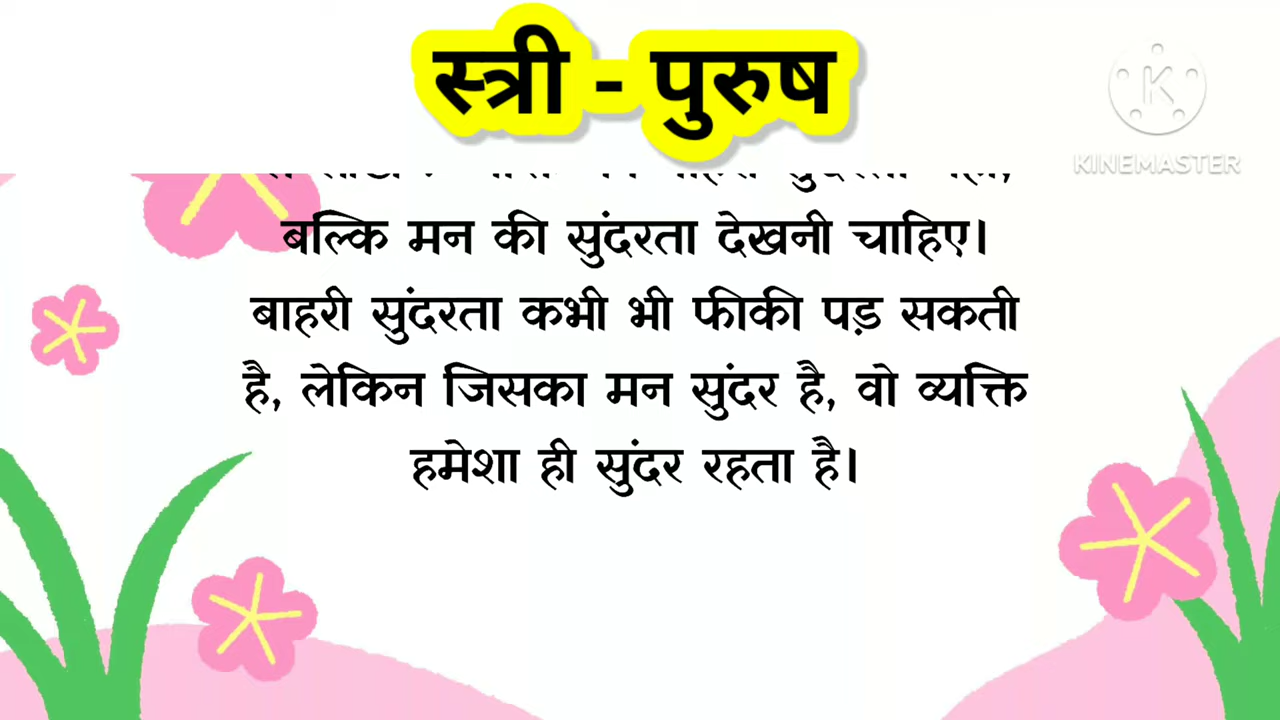 स्त्री - पुरुष
KINEMASTER
बल्कि मन की सुंदरता देखनी चाहिए।
बाहरी सुंदरता कभी भी फीकी पड़ सकती
है, लेकिन जिसका मन सुंदर है, वो व्यक्ति
हमेशा ही सुंदर रहता है।